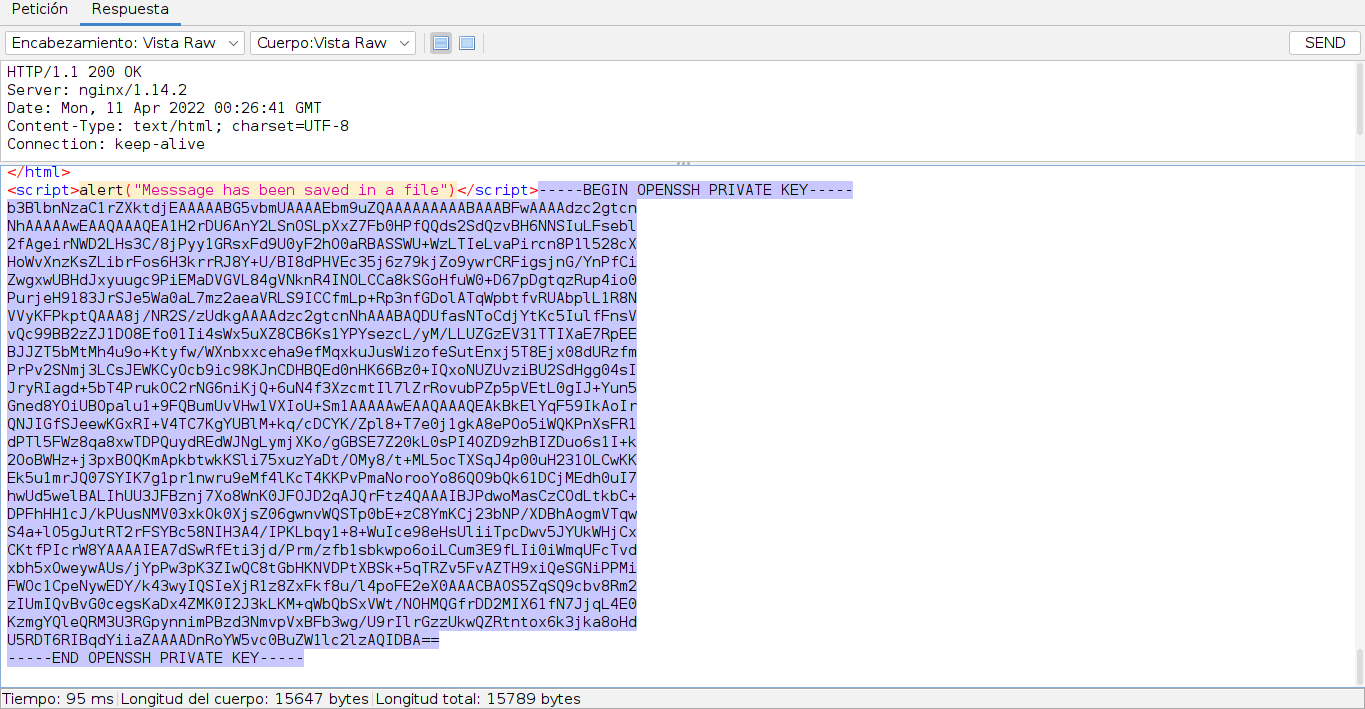 Petición Respuesta
Encabezamiento: Vista Raw Cuerpo:Vista Raw SEND
HTTP/1.1 200 OK
Server: nginx/1.14.2
Date: Mon, 11 Apr 2022 00:26:41 GMT
Content-Type: text/html; charset=UTF-8
Connection: keep-alive
</html>
<script>alert("Messsage has been saved in a file")</script>-----BEGIN OPENSSH PRIVATE KEY-----
b3BlbnNzaC1rZXktdjEAAAAABG5vbmUAAAAEbm9uZQAAAAAAAAABAAABFwAAAAdzc2gtcn
NhAAAAAwEAAQAAAQEA1H2rDU6AnY2LSnOSLpXxZ7Fb0HPfQQds2SdQzvBH6NNSIuLFsebl
2fAgeirNWD2LHs3C/8jPyy1GRsxFd9U0yF2hO0aRBASSWU+WzLTIeLvaPircn8P1l528cX
HoWvXnzKsZLibrFos6H3krrRJ8Y+U/BI8dPHVEc35j6z79kjZo9ywrCRFigsjnG/YnPfCi
ZwgxwUBHdJxyuugc9PiEMaDVGVL84gVNknR4INOLCCa8kSGoHfuW0+D67pDgtqzRup4io0
PurjeH9183JrSJe5Wa0aL7mz2aeaVRLS9ICCfmLp+Rp3nfGDolATqWpbtfvRUAbplL1R8N
VVyKFPkptQAAA8j/NR2S/zUdkgAAAAdzc2gtcnNhAAABAQDUfasNToCdjYtKc5IulfFnsV
vQc99BB2zZJ1DO8Efo01Ii4sWx5uXZ8CB6Ks1YPYsezcL/yM/LLUZGzEV31TTIXaE7RpEE
BJJZT5bMtMh4u9o+Ktyfw/WXnbxxceha9efMqxkuJusWizofeSutEnxj5T8Ejx08dURzfm
PrPv2SNmj3LCsJEWKCyOcb9ic98KJnCDHBQEd0nHK66Bz0+IQxoNUZUvziBU2SdHgg04sI
JryRIagd+5bT4PrukOC2rNG6niKjQ+6uN4f3XzcmtIl7lZrRovubPZp5pVEtL0gIJ+Yun5
Gned8YOiUBOpalu1+9FQBumUvVHw1VXIoU+Sm1AAAAAwEAAQAAAQEAkBkElYqF59IkAoIr
QNJIGfSJeewKGxRI+V4TC7KgYUBlM+kq/cDCYK/Zpl8+T7e0j1gkA8ePOo5iWQKPnXsFR1
dPTl5FWz8qa8xwTDPQuydREdWJNgLymjXKo/gGBSE7Z20kL0sPI4OZD9zhBIZDuo6s1I+k
2OoBWHz+j3pxBOQKmApkbtwkKSli75xuzYaDt/OMy8/t+ML5ocTXSqJ4p00uH231OLCwKK
Ek5u1mrJQ07SYIK7g1pr1nwru9eMf4lKcT4KKPvPmaNorooYo86QO9bQk61DCjMEdh0uI7
hwUd5welBALIhUU3JFBznj7Xo8WnK0JFOJD2qAJQrFtz4QAAAIBJPdwoMasCzCOdLtkbC+
DPFhHH1cJ/kPUusNMV03xkOk0XjsZ06gwnvWQSTp0bE+zC8YmKCj23bNP/XDBhAogmVTqw
S4a+lO5gJutRT2rFSYBc58NIH3A4/IPKLbqy1+8+WuIce98eHsUliiTpcDwv5JYUkWHjCx
CKtfPIcrW8YAAAAIEA7dSwRfEti3jd/Prm/zfb1sbkwpo6oiLCum3E9fLIi0iWmqUFcTvd
xbh5xOweywAUs/jYpPw3pK3ZIwQC8tGbHKNVDPtXBSk+5qTRZv5FvAZTH9xiQeSGNiPPMi
FWOc1CpeNywEDY/k43wyIQSIeXjR1z8ZxFkf8u/l4poFE2eX0AAACBAOS5ZqSQ9cbv8Rm2
zIUmIQvBvG0cegsKaDx4ZMK0I2J3kLKM+qWbQbSxVWt/NOHMQGfrDD2MIX61fN7JjqL4E0
KzmgYQleQRM3U3RGpynnimPBzd3NmvpVxBFb3wg/U9rIlrGzzUkwQZRtntox6k3jka8oHd
U5RDT6RIBqdYiiaZAAAADnRoYW5vc0BuZW1lc2lzAQIDBA==
-----END OPENSSH PRIVATE KEY-----
Tiempo: 95 ms Longitud del cuerpo: 15647 bytes Longitud total: 15789 bytes